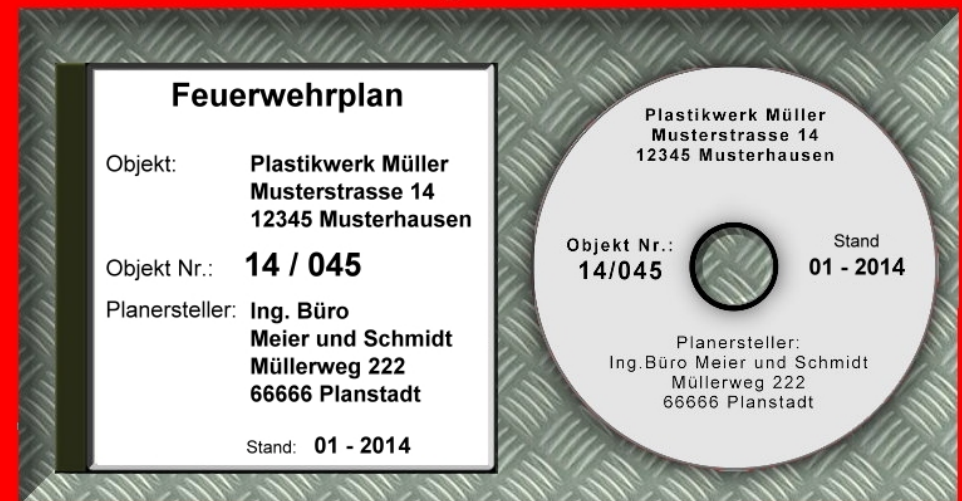 Feuerwehrplan
Objekt: Plastikwerk Müller
Musterstrasse 14
12345 Musterhausen
Objekt Nr.: 14 / 045
Planersteller: Ing. Büro
Meier und Schmidt
Müllerweg 222
66666 Planstadt
Stand: 01 - 2014
Plastikwerk Müller
Musterstrasse 14
12345 Musterhausen
Objekt Nr.:
14/045
Stand
01 - 2014
Planersteller:
Ing.Büro Meier und Schmidt
Müllerweg 222
66666 Planstadt